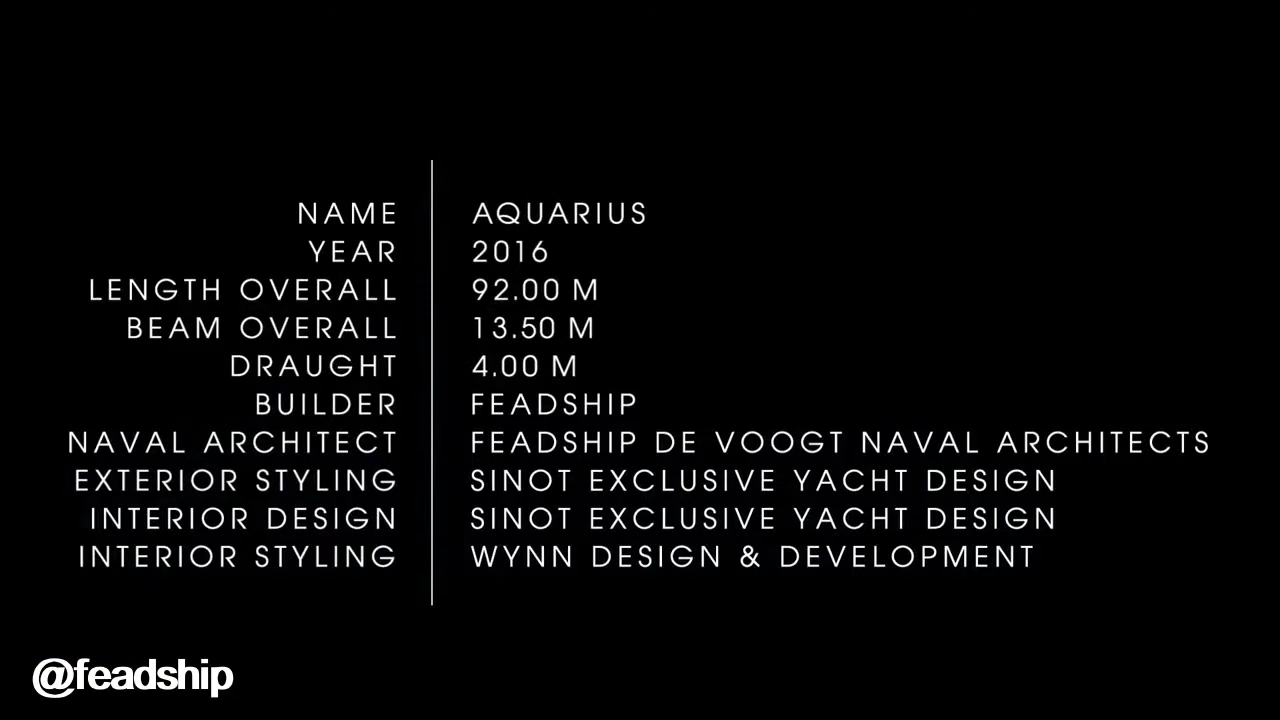 NAME AQUARIUS
YEAR 2016
LENGTH OVERALL 92.00 M
BEAM OVERALL 13.50 M
DRAUGHT 4.00 M
BUILDER FEADSHIP
NAVAL ARCHITECT FEADSHIP DE VOOGT NAVAL ARCHITECTS
EXTERIOR STYLING SINOT EXCLUSIVE YACHT DESIGN
INTERIOR DESIGN SINOT EXCLUSIVE YACHT DESIGN
INTERIOR STYLING WYNN DESIGN & DEVELOPMENT
@feadship